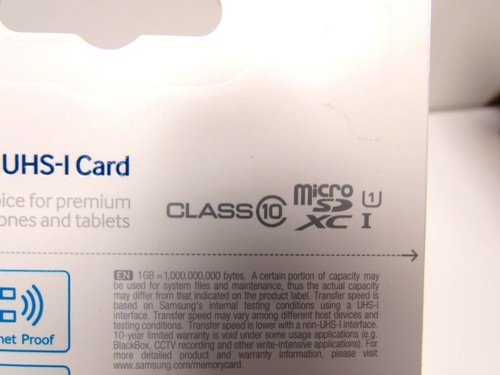 UHS-I Card
ice for premium
ones and tablets
CLASS 10 micro SD XC U1 I
EN 1GB=1,000,000,000 bytes. A certain portion of capacity may
be used for system files and maintenance, thus the actual capacity
may differ from that indicated on the product label. Transfer speed is
based on Samsung's internal testing conditions using a UHS-I
interface. Transfer speed may vary among different host devices and
testing conditions. Transfer speed is lower with a non-UHS-I interface.
10-year limited warranty is void under some usage applications (e.g.
BlackBox, CCTV recording and other write-intensive applications). For
more detailed product and warranty information, please visit
www.samsung.com/memorycard.
net Proof